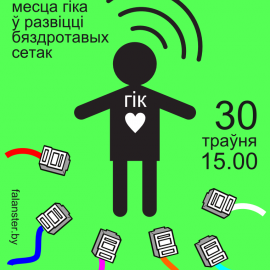 месца гіка
ў развіцці
бяздротавых
сетак
гік
30
траўня
15.00
falanster.by